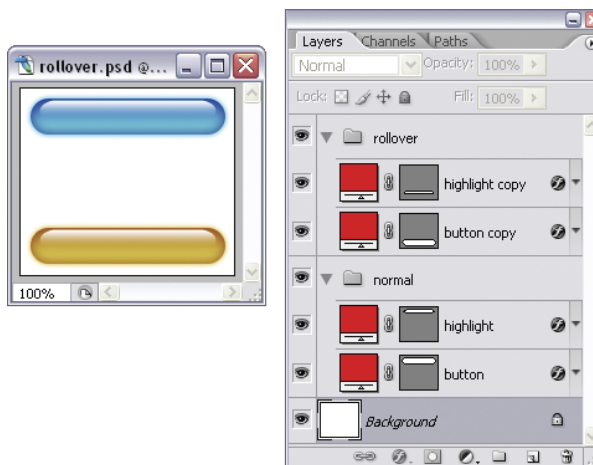 rollover.psd @...
100%
Layers Channels Paths
Normal Opacity: 100%
Lock: Fill: 100%
rollover
highlight copy
button copy
normal
highlight
button
Background